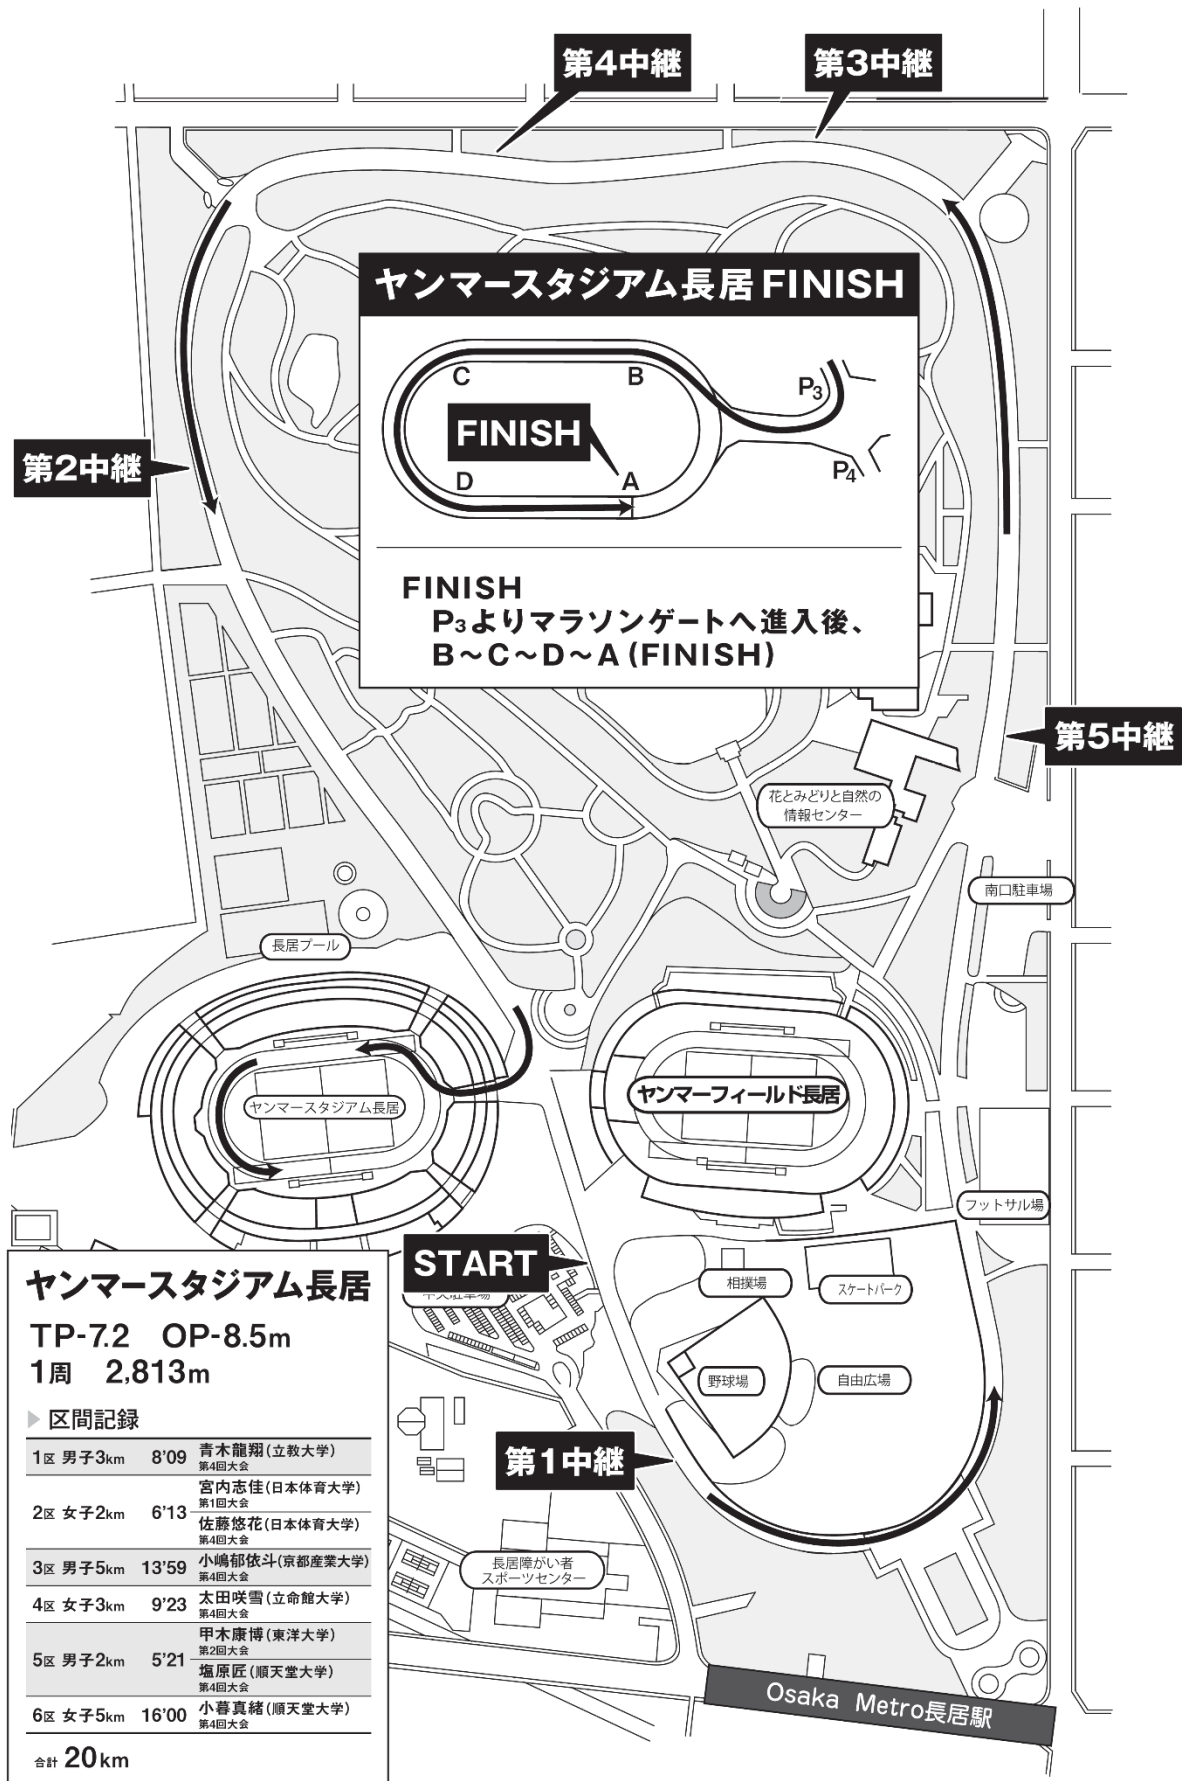 第4中継
第3中継
ヤンマースタジアム長居 FINISH
C
B
P3
FINISH
D
A
P4
FINISH
P3よりマラソンゲートへ進入後、
B～C～D～A (FINISH)
第2中継
第5中継
花とみどりと自然の
情報センター
南口駐車場
長居プール
ヤンマースタジアム長居
ヤンマーフィールド長居
フットサル場
START
相撲場
スケートパーク
野球場
自由広場
第1中継
長居障がい者
スポーツセンター
Osaka Metro長居駅
ヤンマースタジアム長居
TP-7.2 OP-8.5m
1周 2,813m
▶ 区間記録
1区 男子3km 8'09 青木龍翔(立教大学)
第4回大会
2区 女子2km 6'13 宮内志佳(日本体育大学)
第1回大会
佐藤悠花(日本体育大学)
第4回大会
3区 男子5km 13'59 小嶋郁依斗(京都産業大学)
第4回大会
4区 女子3km 9'23 太田咲雪(立命館大学)
第4回大会
5区 男子2km 5'21 甲木康博(東洋大学)
第2回大会
塩原匠(順天堂大学)
第4回大会
6区 女子5km 16'00 小暮真緒(順天堂大学)
第4回大会
合計 20km